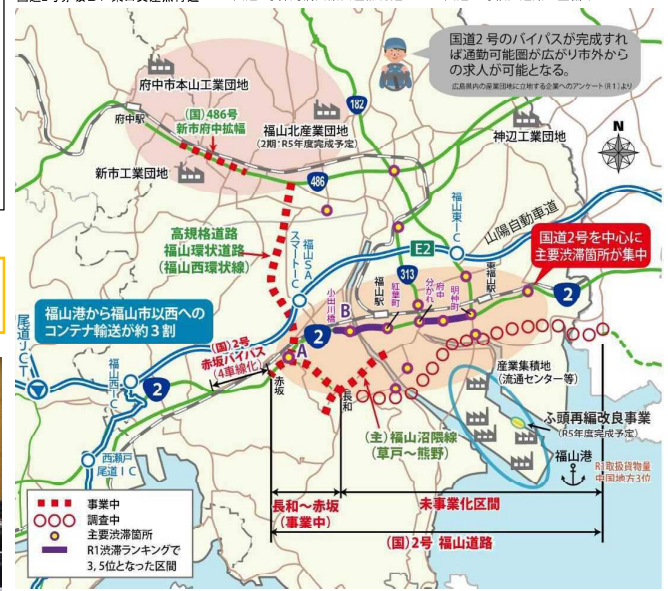 国道2号のバイパスが完成すれ
ば通勤可能圏が広がり市外から
の求人が可能となる。
広島県内の産業団地に立地する企業へのアンケート（R1）より
府中市本山工業団地
府中駅
(国)486号
新市府中拡幅
182
福山北産業団地
(2期：R5年度完成予定)
神辺工業団地
N
新市工業団地
486
高規格道路
福山環状道路
(福山西環状線)
福山SA
スマートIC
福山東IC
山陽自動車道
E2
国道2号を中心に
主要渋滞箇所が集中
313
福山駅
東福山駅
小出川橋
紅葉町
府中
分かれ
明神町
2
B
2
福山港から福山市以西への
コンテナ輸送が約３割
尾道JCT
福山西IC
2
(国)2号
赤坂バイパス
(4車線化)
A
赤坂
長和
西瀬戸
尾道IC
産業集積地
(流通センター等)
ふ頭再編改良事業
(R5年度完成予定)
福山港
R1取扱貨物量
中国地方3位
(主)福山沼隈線
(草戸～熊野)
事業中
調査中
主要渋滞箇所
R1渋滞ランキングで
3,5位となった区間
長和～赤坂
(事業中)
未事業化区間
(国)2号 福山道路